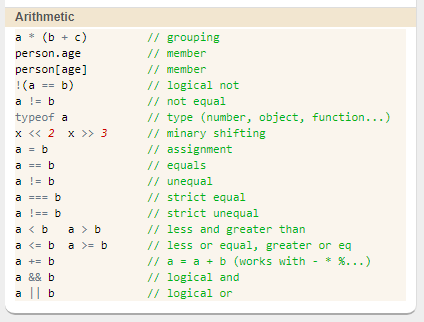 Arithmetic
a * (b + c) // grouping
person.age // member
person[age] // member
!(a == b) // logical not
a != b // not equal
typeof a // type (number, object, function...)
x << 2 x >> 3 // minary shifting
a = b // assignment
a == b // equals
a != b // unequal
a === b // strict equal
a !== b // strict unequal
a < b a > b // less and greater than
a <= b a >= b // less or equal, greater or eq
a += b // a = a + b (works with - * %...)
a && b // logical and
a || b // logical or